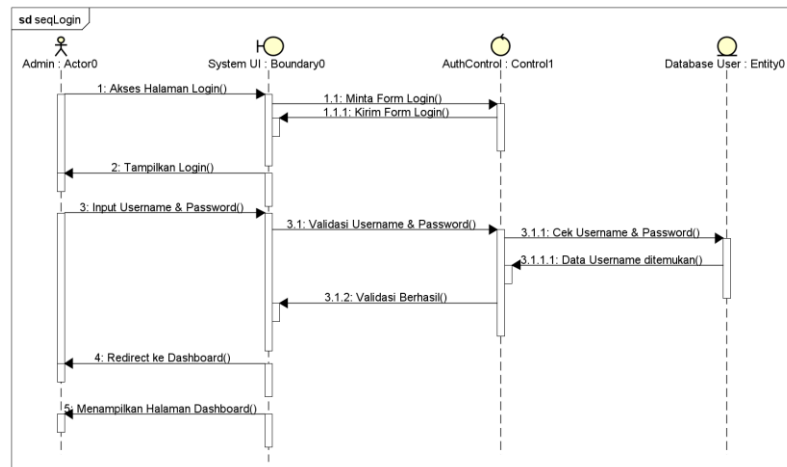 sd seqLogin
Admin : Actor0
System UI : Boundary0
AuthControl : Control1
Database User : Entity0
1: Akses Halaman Login()
1.1: Minta Form Login()
1.1.1: Kirim Form Login()
2: Tampilkan Login()
3: Input Username & Password()
3.1: Validasi Username & Password()
3.1.1: Cek Username & Password()
3.1.1.1: Data Username ditemukan()
3.1.2: Validasi Berhasil()
4: Redirect ke Dashboard()
5: Menampilkan Halaman Dashboard()